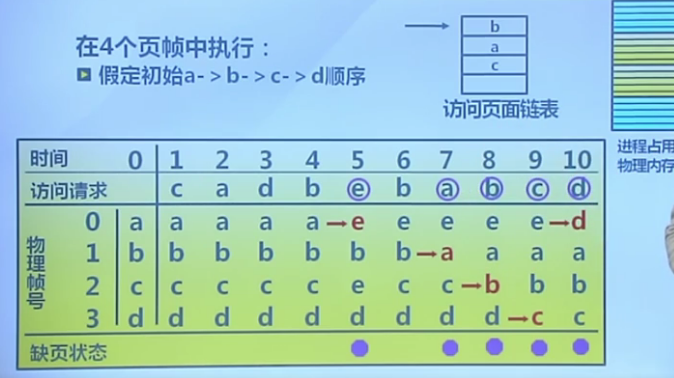 在4个页帧中执行：
假定初始a->b->c->d顺序
b
a
c
访问页面链表
进程占用
物理内存
时间 0 1 2 3 4 5 6 7 8 9 10
访问请求 c a d b e b a b c d
物理帧号
0 a a a a a→e e e e e→d
1 b b b b b b b→a a a a
2 c c c c c e c c→b b b
3 d d d d d d d d d→c c
缺页状态